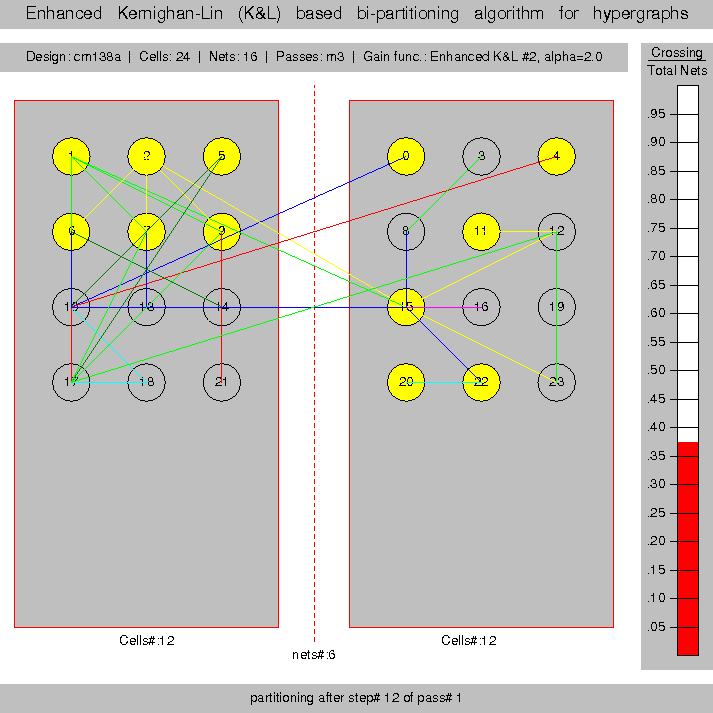 Enhanced Kernighan-Lin (K&L) based bi-partitioning algorithm for hypergraphs
Design: cm138a | Cells: 24 | Nets: 16 | Passes: m3 | Gain func.: Enhanced K&L #2, alpha=2.0
Crossing
Total Nets
1 2 5 0 3 4
6 7 9 8 11 12
10 13 14 15 16 19
17 18 21 20 22 23
.95
.90
.85
.80
.75
.70
.65
.60
.55
.50
.45
.40
.35
.30
.25
.20
.15
.10
.05
Cells#:12
Cells#:12
nets#:6
partitioning after step# 12 of pass# 1